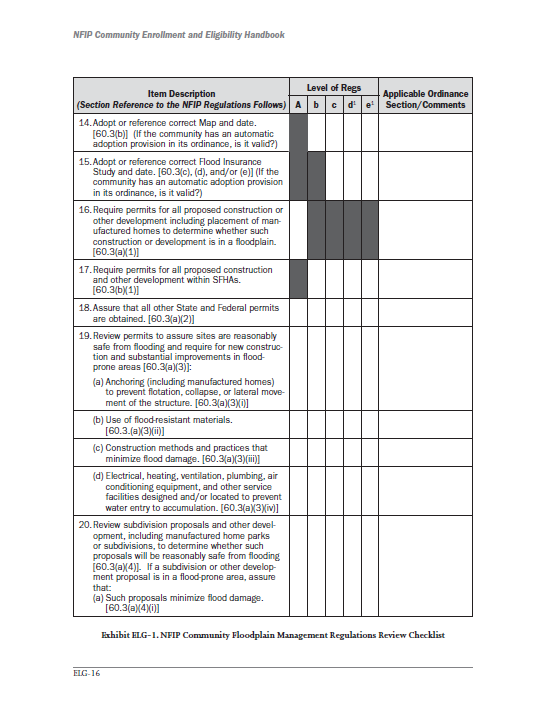 NFIP Community Enrollment and Eligibility Handbook
Item Description
(Section Reference to the NFIP Regulations Follows)
Level of Regs
A b c d¹ e¹
Applicable Ordinance
Section/Comments
14. Adopt or reference correct Map and date.
[60.3(b)] (If the community has an automatic
adoption provision in its ordinance, is it valid?)
15. Adopt or reference correct Flood Insurance
Study and date. [60.3(c), (d), and/or (e)] (If the
community has an automatic adoption provision
in its ordinance, is it valid?)
16. Require permits for all proposed construction or
other development including placement of man-
ufactured homes to determine whether such
construction or development is in a floodplain.
[60.3(a)(1)]
17. Require permits for all proposed construction
and other development within SFHAs.
[60.3(b)(1)]
18. Assure that all other State and Federal permits
are obtained. [60.3(a)(2)]
19. Review permits to assure sites are reasonably
safe from flooding and require for new construc-
tion and substantial improvements in flood-
prone areas [60.3(a)(3)]:
(a) Anchoring (including manufactured homes)
to prevent flotation, collapse, or lateral move-
ment of the structure. [60.3(a)(3)(i)]
(b) Use of flood-resistant materials.
[60.3.(a)(3)(ii)]
(c) Construction methods and practices that
minimize flood damage. [60.3(a)(3)(iii)]
(d) Electrical, heating, ventilation, plumbing, air
conditioning equipment, and other service
facilities designed and/or located to prevent
water entry to accumulation. [60.3(a)(3)(iv)]
20. Review subdivision proposals and other devel-
opment, including manufactured home parks
or subdivisions, to determine whether such
proposals will be reasonably safe from flooding
[60.3(a)(4)]. If a subdivision or other develop-
ment proposal is in a flood-prone area, assure
that:
(a) Such proposals minimize flood damage.
[60.3(a)(4)(i)]
Exhibit ELG-1. NFIP Community Floodplain Management Regulations Review Checklist
ELG-16